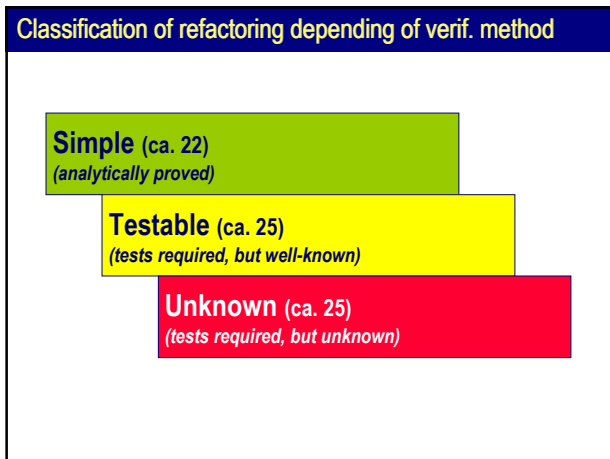 Classification of refactoring depending of verif. method
Simple (ca. 22)
(analytically proved)
Testable (ca. 25)
(tests required, but well-known)
Unknown (ca. 25)
(tests required, but unknown)